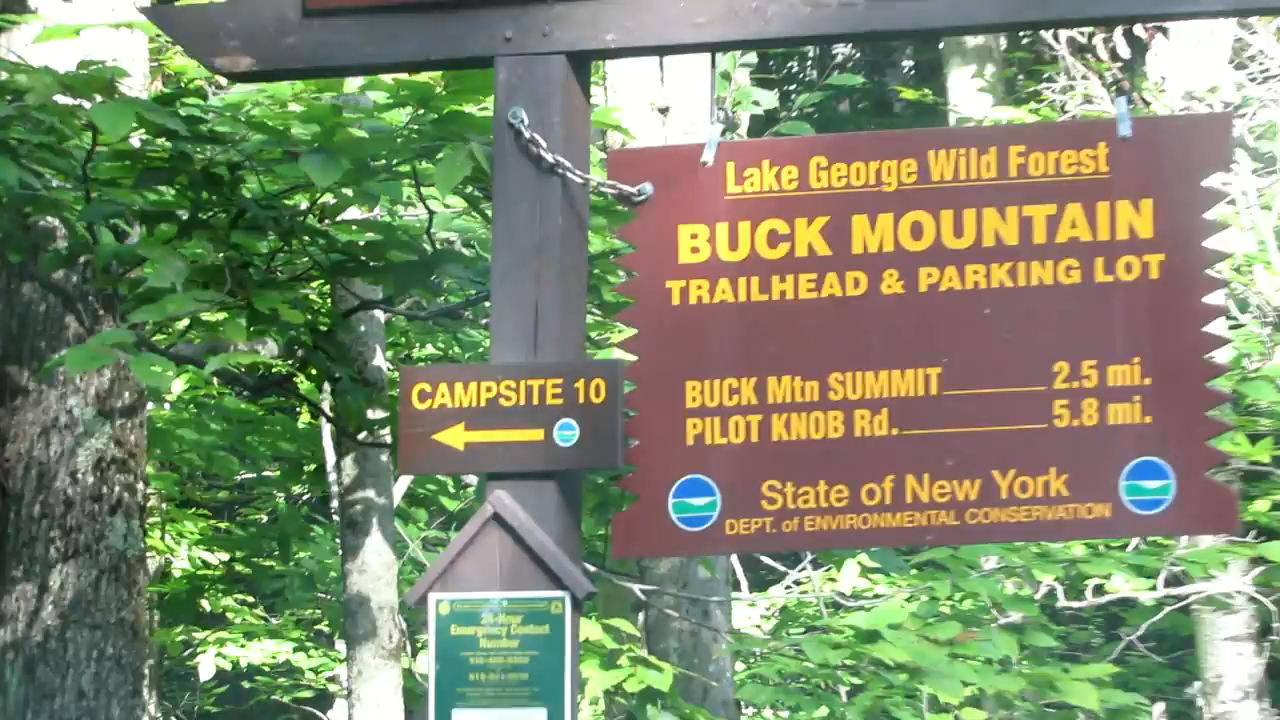 Lake George Wild Forest
BUCK MOUNTAIN
TRAILHEAD & PARKING LOT
BUCK Mtn SUMMIT 2.5 mi.
PILOT KNOB Rd. 5.8 mi.
State of New York
DEPT. of ENVIRONMENTAL CONSERVATION
CAMPSITE 10
24-Hour
Emergency Contact
Number